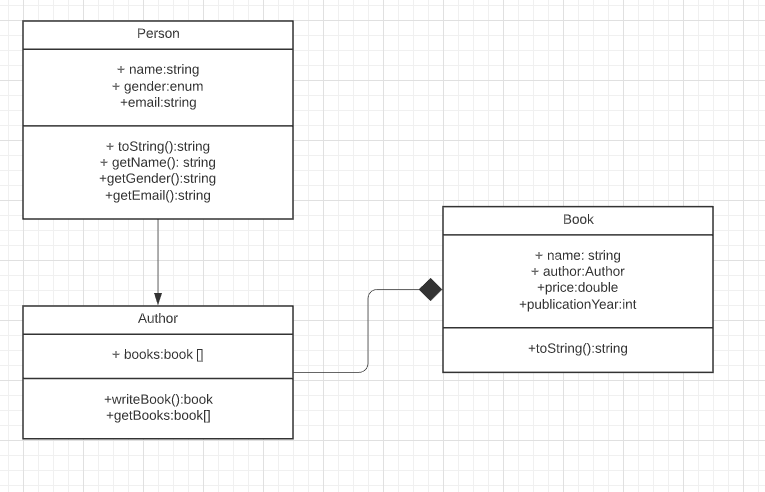 Person
+ name:string
+ gender:enum
+email:string
+ toString():string
+ getName(): string
+getGender():string
+getEmail():string
Book
+ name: string
+ author:Author
+price:double
+publicationYear:int
+toString():string
Author
+ books:book []
+writeBook():book
+getBooks:book[]